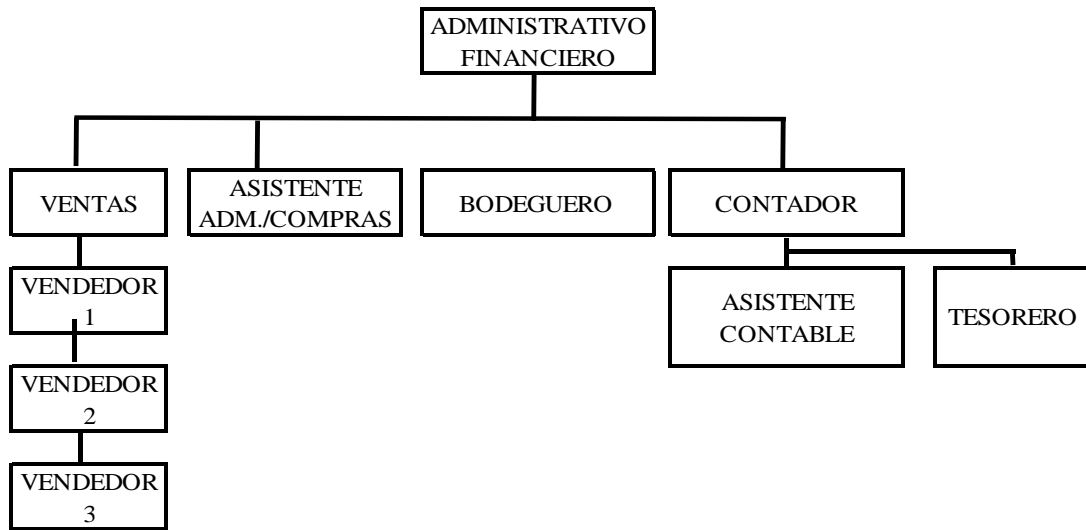 ADMINISTRATIVO
FINANCIERO
VENTAS
ASISTENTE
ADM./COMPRAS
BODEGUERO
CONTADOR
VENDEDOR
1
ASISTENTE
CONTABLE
TESORERO
VENDEDOR
2
VENDEDOR
3